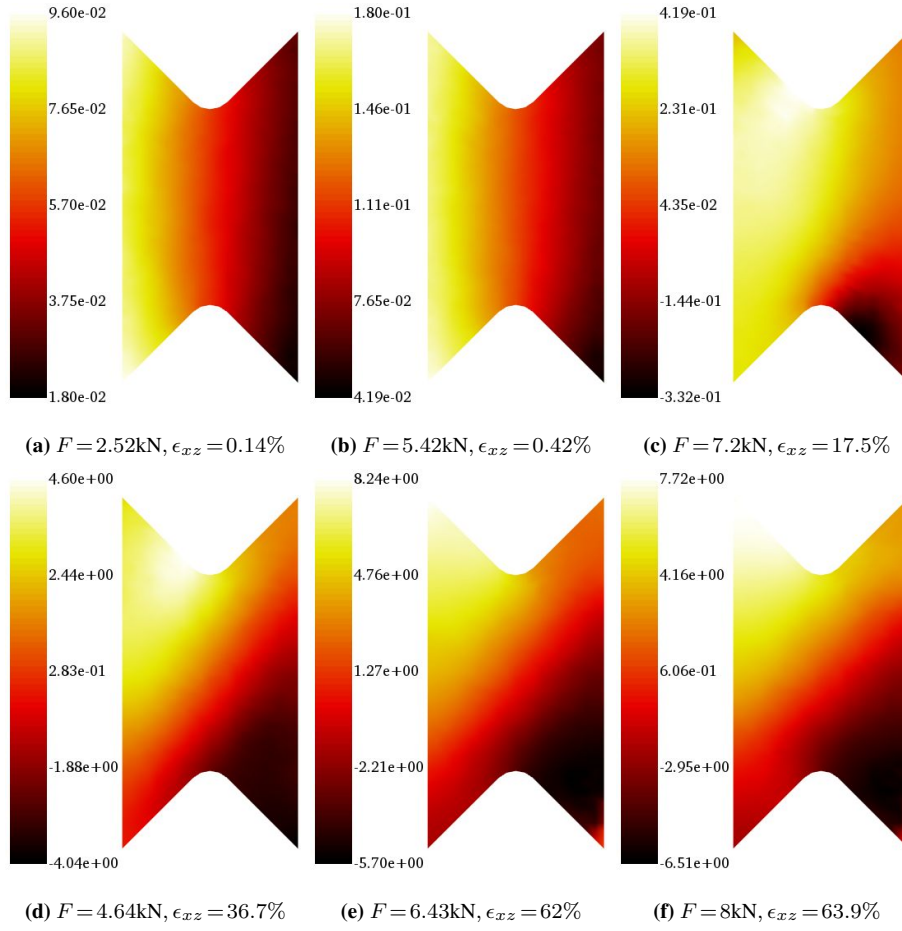 9.60e-02
7.65e-02
5.70e-02
3.75e-02
1.80e-02
1.80e-01
1.46e-01
1.11e-01
7.65e-02
4.19e-02
4.19e-01
2.31e-01
4.35e-02
-1.44e-01
-3.32e-01
(a) F = 2.52kN, ϵxz = 0.14%
(b) F = 5.42kN, ϵxz = 0.42%
(c) F = 7.2kN, ϵxz = 17.5%
4.60e+00
2.44e+00
2.83e-01
-1.88e+00
-4.04e+00
8.24e+00
4.76e+00
1.27e+00
-2.21e+00
-5.70e+00
7.72e+00
4.16e+00
6.06e-01
-2.95e+00
-6.51e+00
(d) F = 4.64kN, ϵxz = 36.7%
(e) F = 6.43kN, ϵxz = 62%
(f) F = 8kN, ϵxz = 63.9%